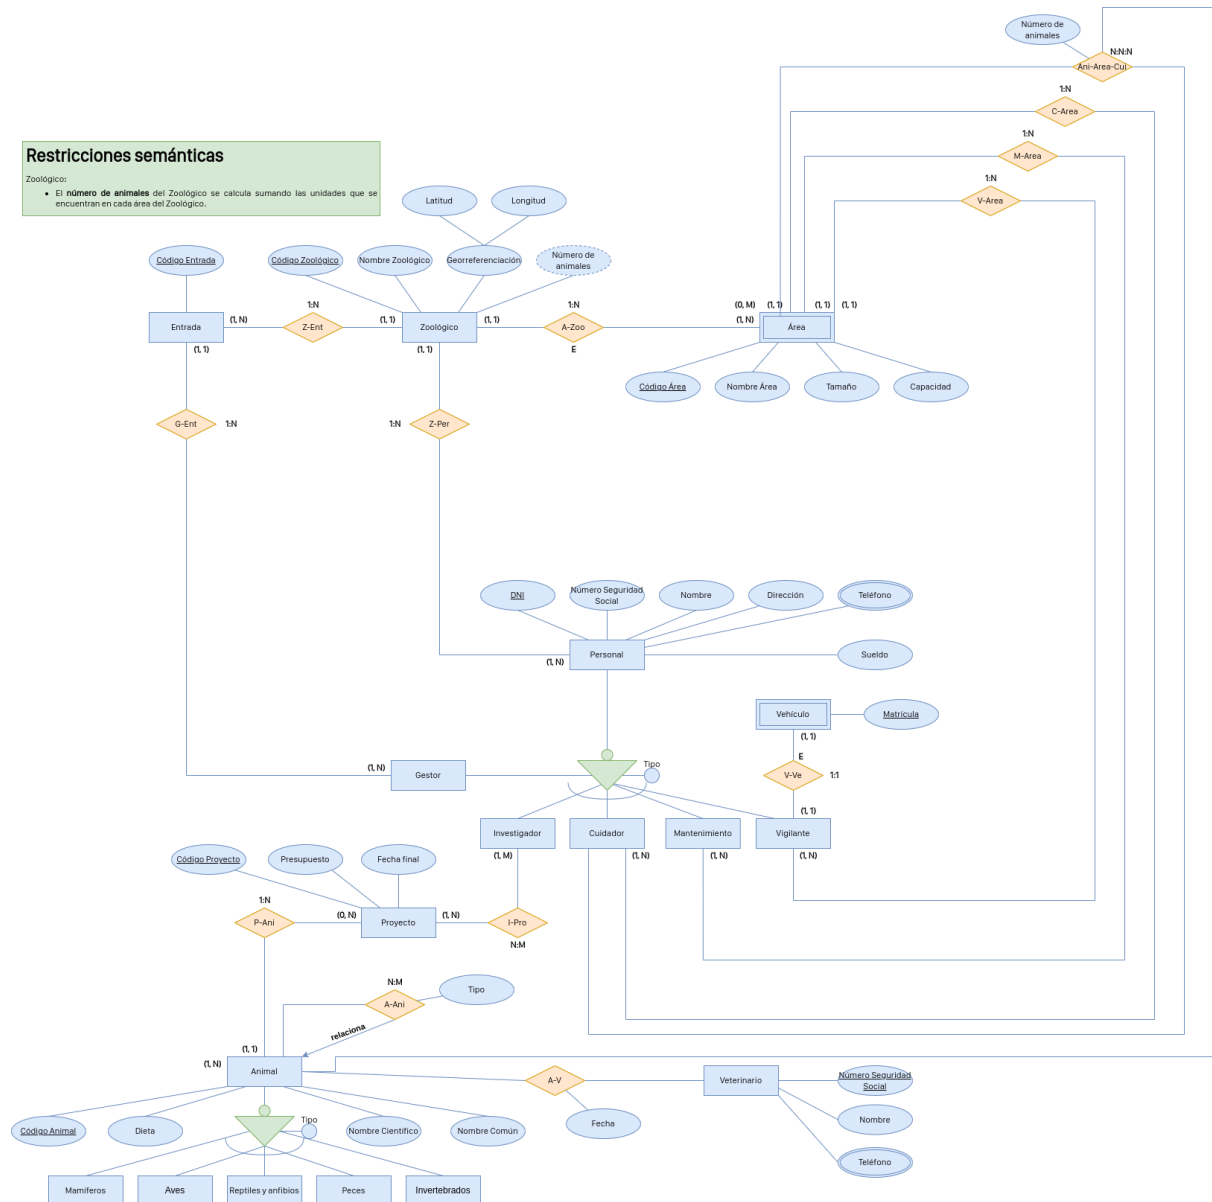 Número de
animales
N:N:N
Ani-Area-Cui
1:N
C-Area
1:N
M-Area
1:N
V-Area
Restricciones semánticas
Zoológico:
• El número de animales del Zoológico se calcula sumando las unidades que se
encuentran en cada área del Zoológico.
Latitud
Longitud
Código Entrada
Código Zoológico
Nombre Zoológico
Georreferenciación
Número de
animales
1:N
1:N
(0, M)
(1, 1)
(1, 1)
(1, 1)
Entrada
(1, N)
Z-Ent
(1, 1)
Zoológico
(1, 1)
A-Zoo
(1, N)
Área
(1, 1)
(1, 1)
E
Código Área
Nombre Área
Tamaño
Capacidad
G-Ent
1:N
1:N
Z-Per
DNI
Número Seguridad
Social
Nombre
Dirección
Teléfono
Personal
(1, N)
Sueldo
Vehículo
Matrícula
(1, 1)
E
V-Ve
1:1
(1, 1)
(1, N)
Gestor
Tipo
Investigador
Cuidador
Mantenimiento
Vigilante
(1, M)
(1, N)
(1, N)
(1, N)
Código Proyecto
Presupuesto
Fecha final
1:N
P-Ani
(0, N)
Proyecto
(1, N)
I-Pro
N:M
N:M
Tipo
A-Ani
relaciona
(1, 1)
(1, N)
Animal
A-V
Veterinario
Número Seguridad
Social
Nombre
Teléfono
Fecha
Código Animal
Dieta
Tipo
Nombre Científico
Nombre Común
Mamíferos
Aves
Reptiles y anfibios
Peces
Invertebrados